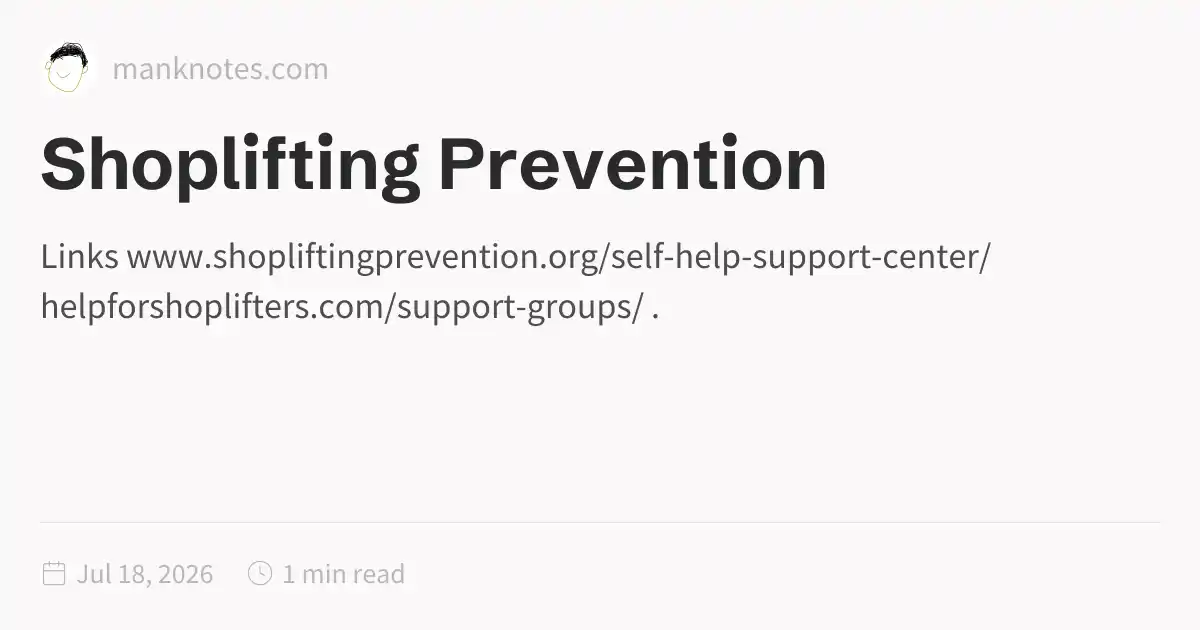 manknotes.com
Shoplifting Prevention
Links www.shopliftingprevention.org/self-help-support-center/
helpforshoplifters.com/support-groups/ .
Jul 18, 2026 1 min read